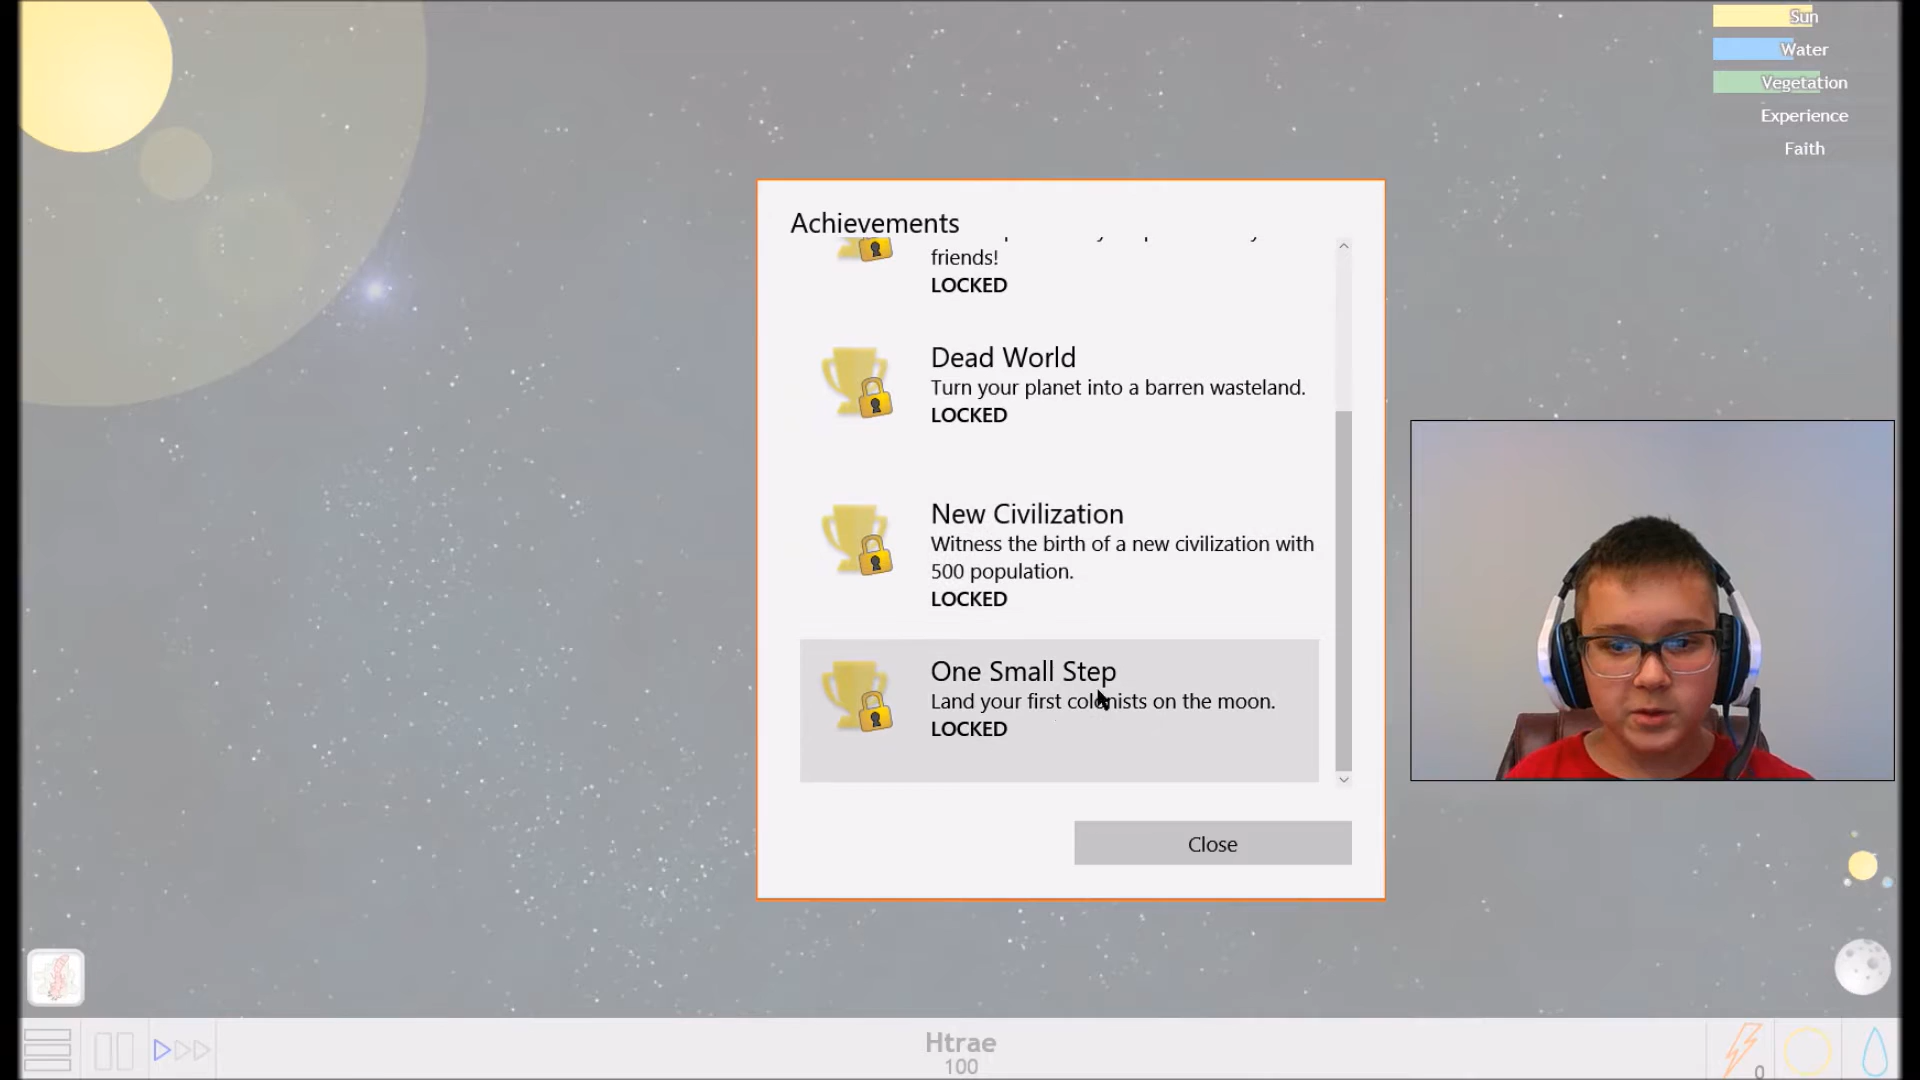 Sun
Water
Vegetation
Experience
Faith
Achievements
friends!
LOCKED
Dead World
Turn your planet into a barren wasteland.
LOCKED
New Civilization
Witness the birth of a new civilization with
500 population.
LOCKED
One Small Step
Land your first colonists on the moon.
LOCKED
Close
Htrae
100
0